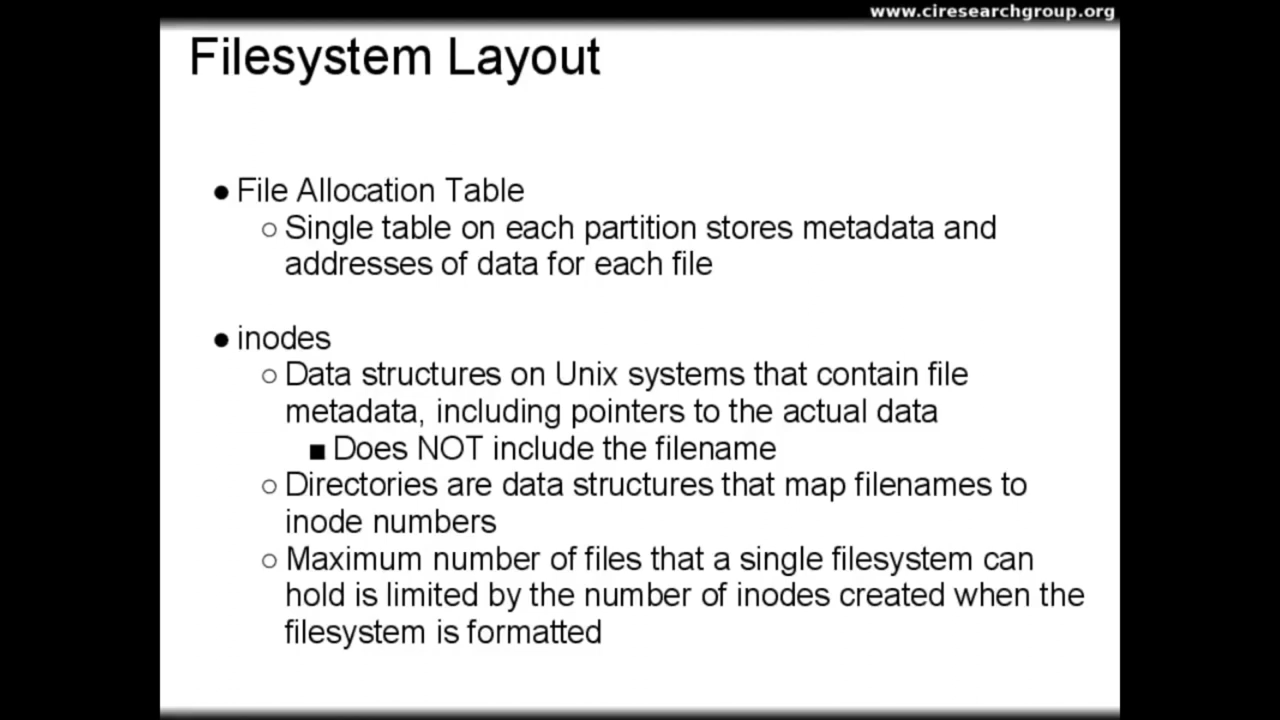 www.ciresearchgroup.org
Filesystem Layout
● File Allocation Table
○ Single table on each partition stores metadata and
addresses of data for each file
● inodes
○ Data structures on Unix systems that contain file
metadata, including pointers to the actual data
■ Does NOT include the filename
○ Directories are data structures that map filenames to
inode numbers
○ Maximum number of files that a single filesystem can
hold is limited by the number of inodes created when the
filesystem is formatted